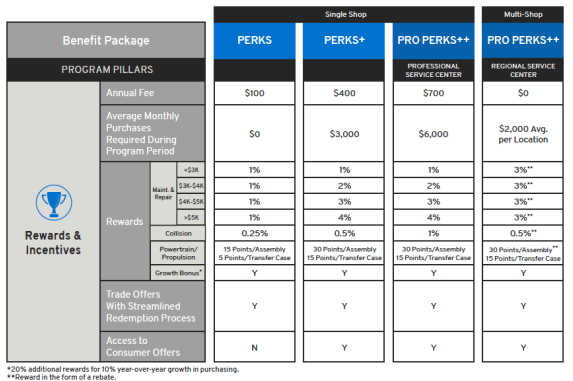 Single Shop Multi-Shop
Benefit Package PERKS PERKS+ PRO PERKS++ PRO PERKS++
PROGRAM PILLARS PROFESSIONAL SERVICE CENTER REGIONAL SERVICE CENTER
Rewards & Incentives
Annual Fee $100 $400 $700 $0
Average Monthly Purchases Required During Program Period $0 $3,000 $6,000 $2,000 Avg. per Location
Rewards
Maint. & Repair
<$3K 1% 1% 1% 3%**
$3K-$4K 1% 2% 2% 3%**
$4K-$5K 1% 3% 3% 3%**
>$5K 1% 4% 4% 3%**
Collision 0.25% 0.5% 1% 0.5%**
Powertrain/ Propulsion 15 Points/Assembly 5 Points/Transfer Case 30 Points/Assembly 15 Points/Transfer Case 30 Points/Assembly 15 Points/Transfer Case 30 Points/Assembly** 15 Points/Transfer Case
Growth Bonus* Y Y Y Y
Trade Offers With Streamlined Redemption Process Y Y Y Y
Access to Consumer Offers N Y Y Y
*20% additional rewards for 10% year-over-year growth in purchasing.
**Reward in the form of a rebate.